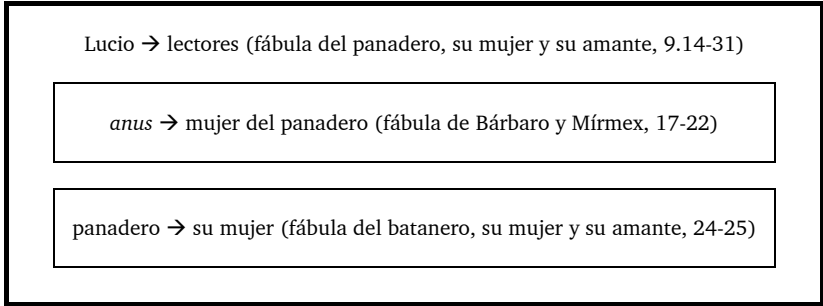 Lucio → lectores (fábula del panadero, su mujer y su amante, 9.14-31)
anus → mujer del panadero (fábula de Bárbaro y Mírmex, 17-22)
panadero → su mujer (fábula del batanero, su mujer y su amante, 24-25)